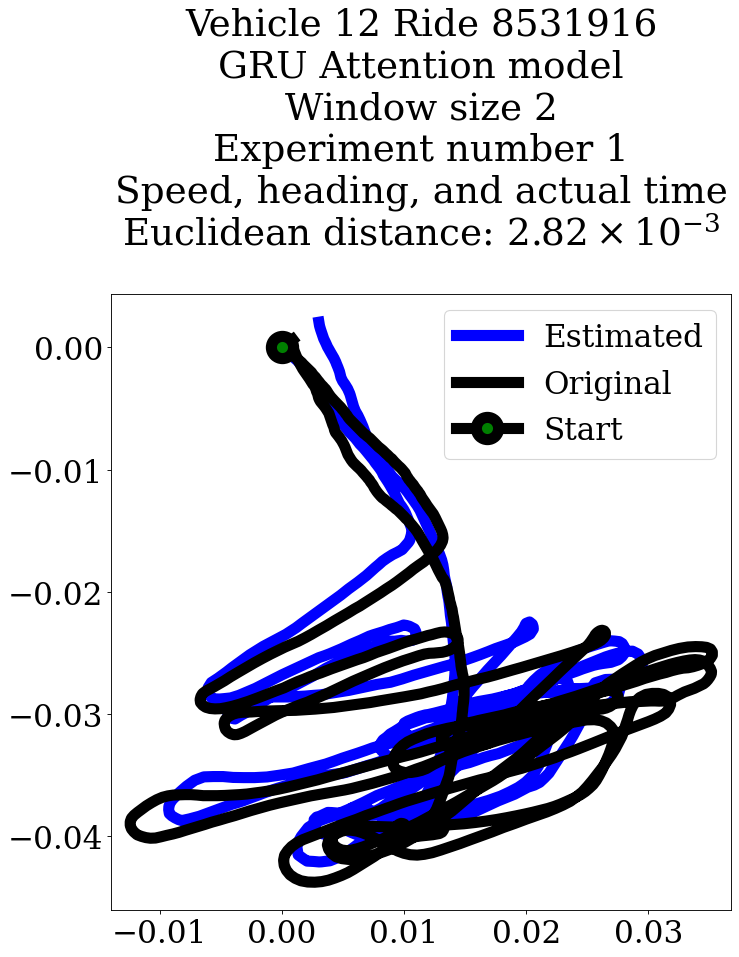 Vehicle 12 Ride 8531916
GRU Attention model
Window size 2
Experiment number 1
Speed, heading, and actual time
Euclidean distance: 2.82 × 10⁻³
Estimated
Original
Start
0.00
−0.01
−0.02
−0.03
−0.04
−0.01 0.00 0.01 0.02 0.03